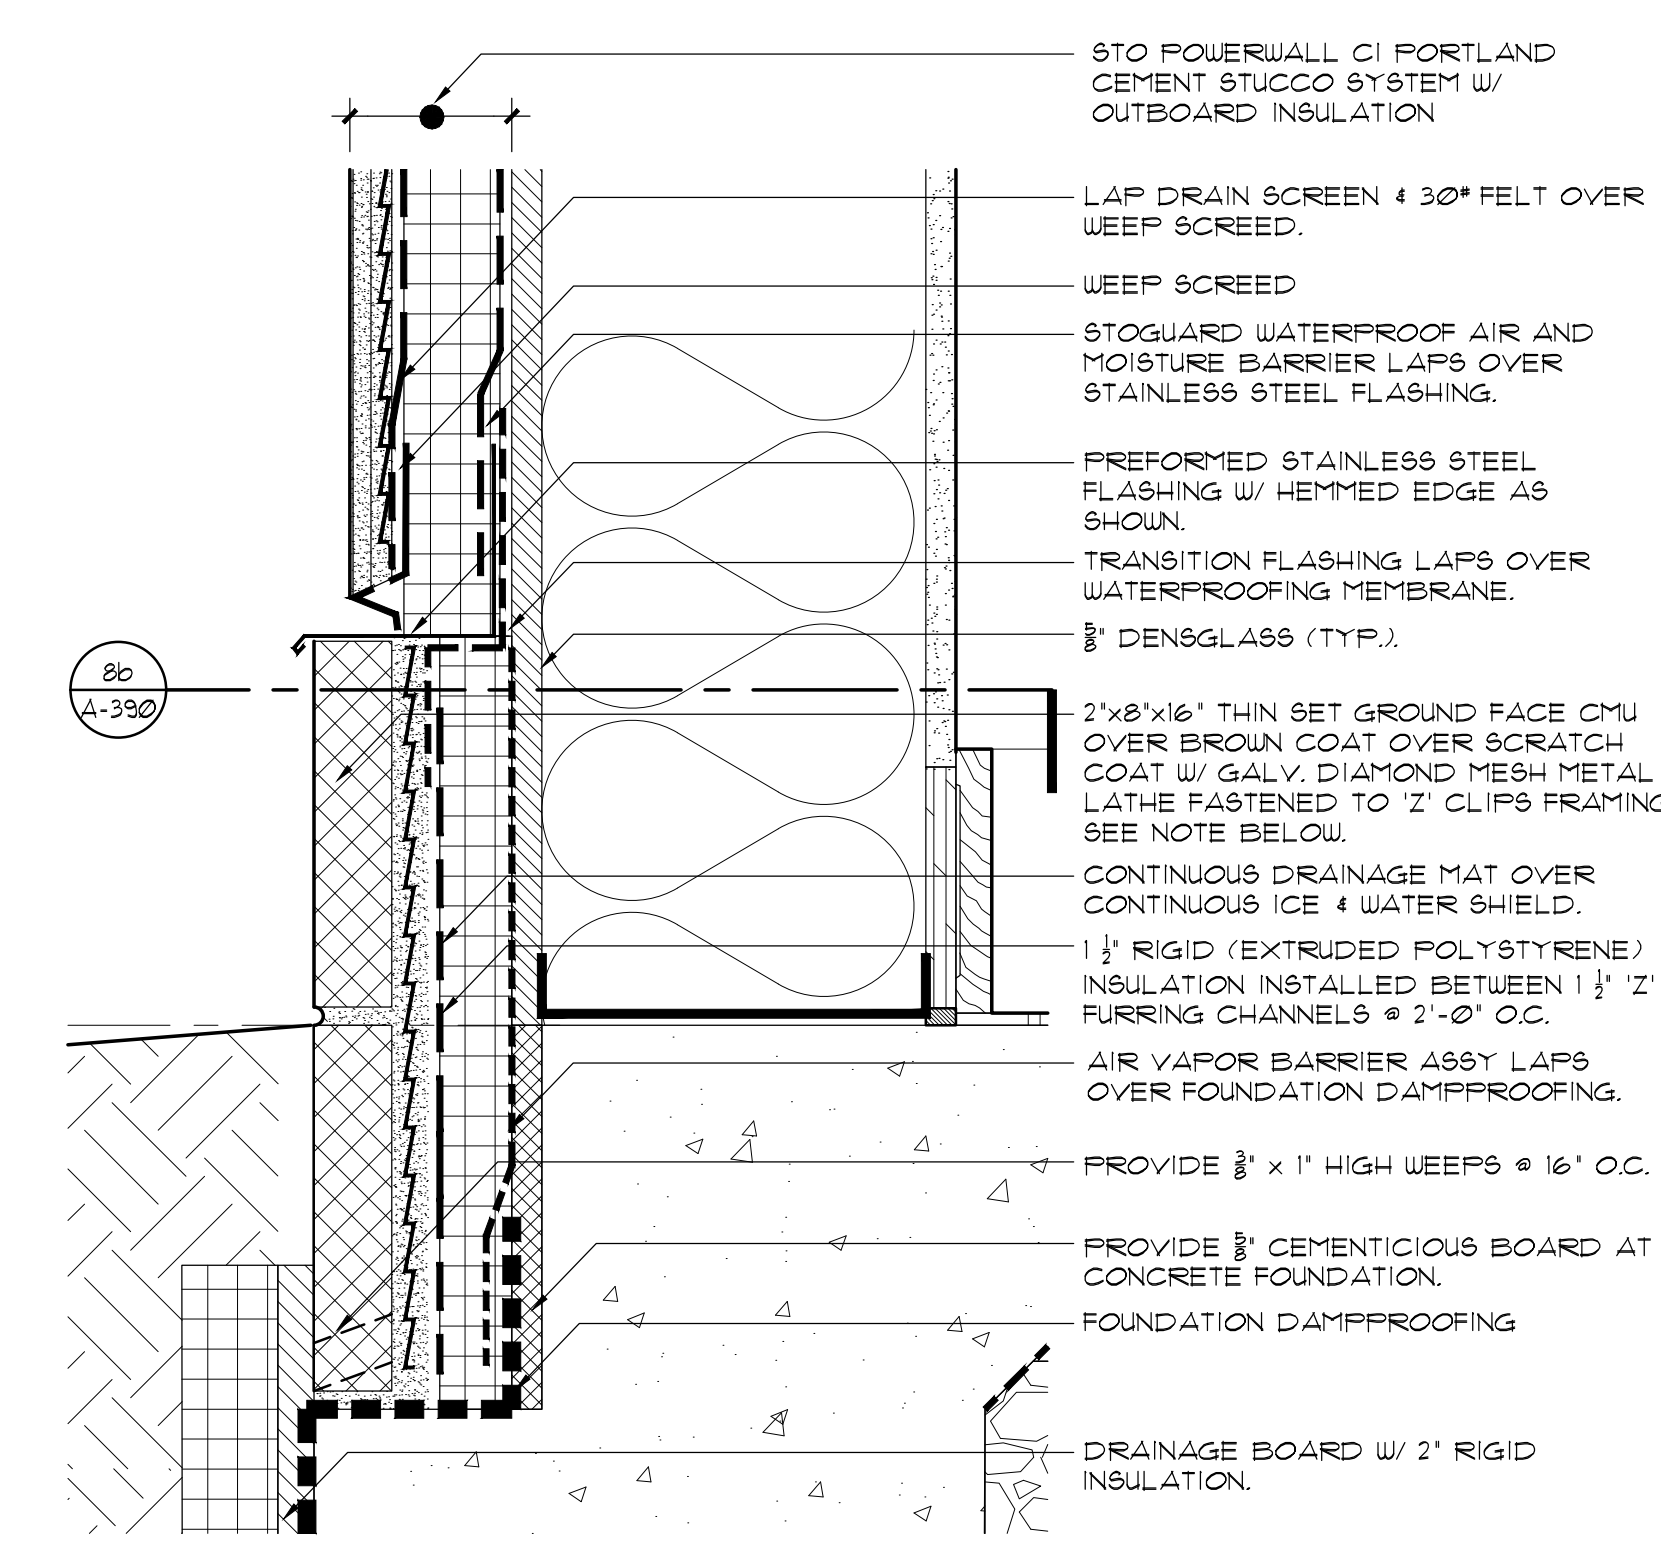 STO POWERWALL CI PORTLAND
CEMENT STUCCO SYSTEM W/
OUTBOARD INSULATION
LAP DRAIN SCREEN & 30# FELT OVER
WEEP SCREED.
WEEP SCREED
STOGUARD WATERPROOF AIR AND
MOISTURE BARRIER LAPS OVER
STAINLESS STEEL FLASHING.
PREFORMED STAINLESS STEEL
FLASHING W/ HEMMED EDGE AS
SHOWN.
TRANSITION FLASHING LAPS OVER
WATERPROOFING MEMBRANE.
5/8" DENSGLASS (TYP.).
86
A-390
2"x8"x16" THIN SET GROUND FACE CMU
OVER BROWN COAT OVER SCRATCH
COAT W/ GALV. DIAMOND MESH METAL
LATHE FASTENED TO 'Z' CLIPS FRAMING
SEE NOTE BELOW.
CONTINUOUS DRAINAGE MAT OVER
CONTINUOUS ICE & WATER SHIELD.
1 1/2" RIGID (EXTRUDED POLYSTYRENE)
INSULATION INSTALLED BETWEEN 1 1/2" 'Z'
FURRING CHANNELS @ 2'-0" O.C.
AIR VAPOR BARRIER ASSY LAPS
OVER FOUNDATION DAMPPROOFING.
PROVIDE 3/8" x 1" HIGH WEEPS @ 16" O.C.
PROVIDE 5/8" CEMENTICIOUS BOARD AT
CONCRETE FOUNDATION.
FOUNDATION DAMPPROOFING
DRAINAGE BOARD W/ 2" RIGID
INSULATION.